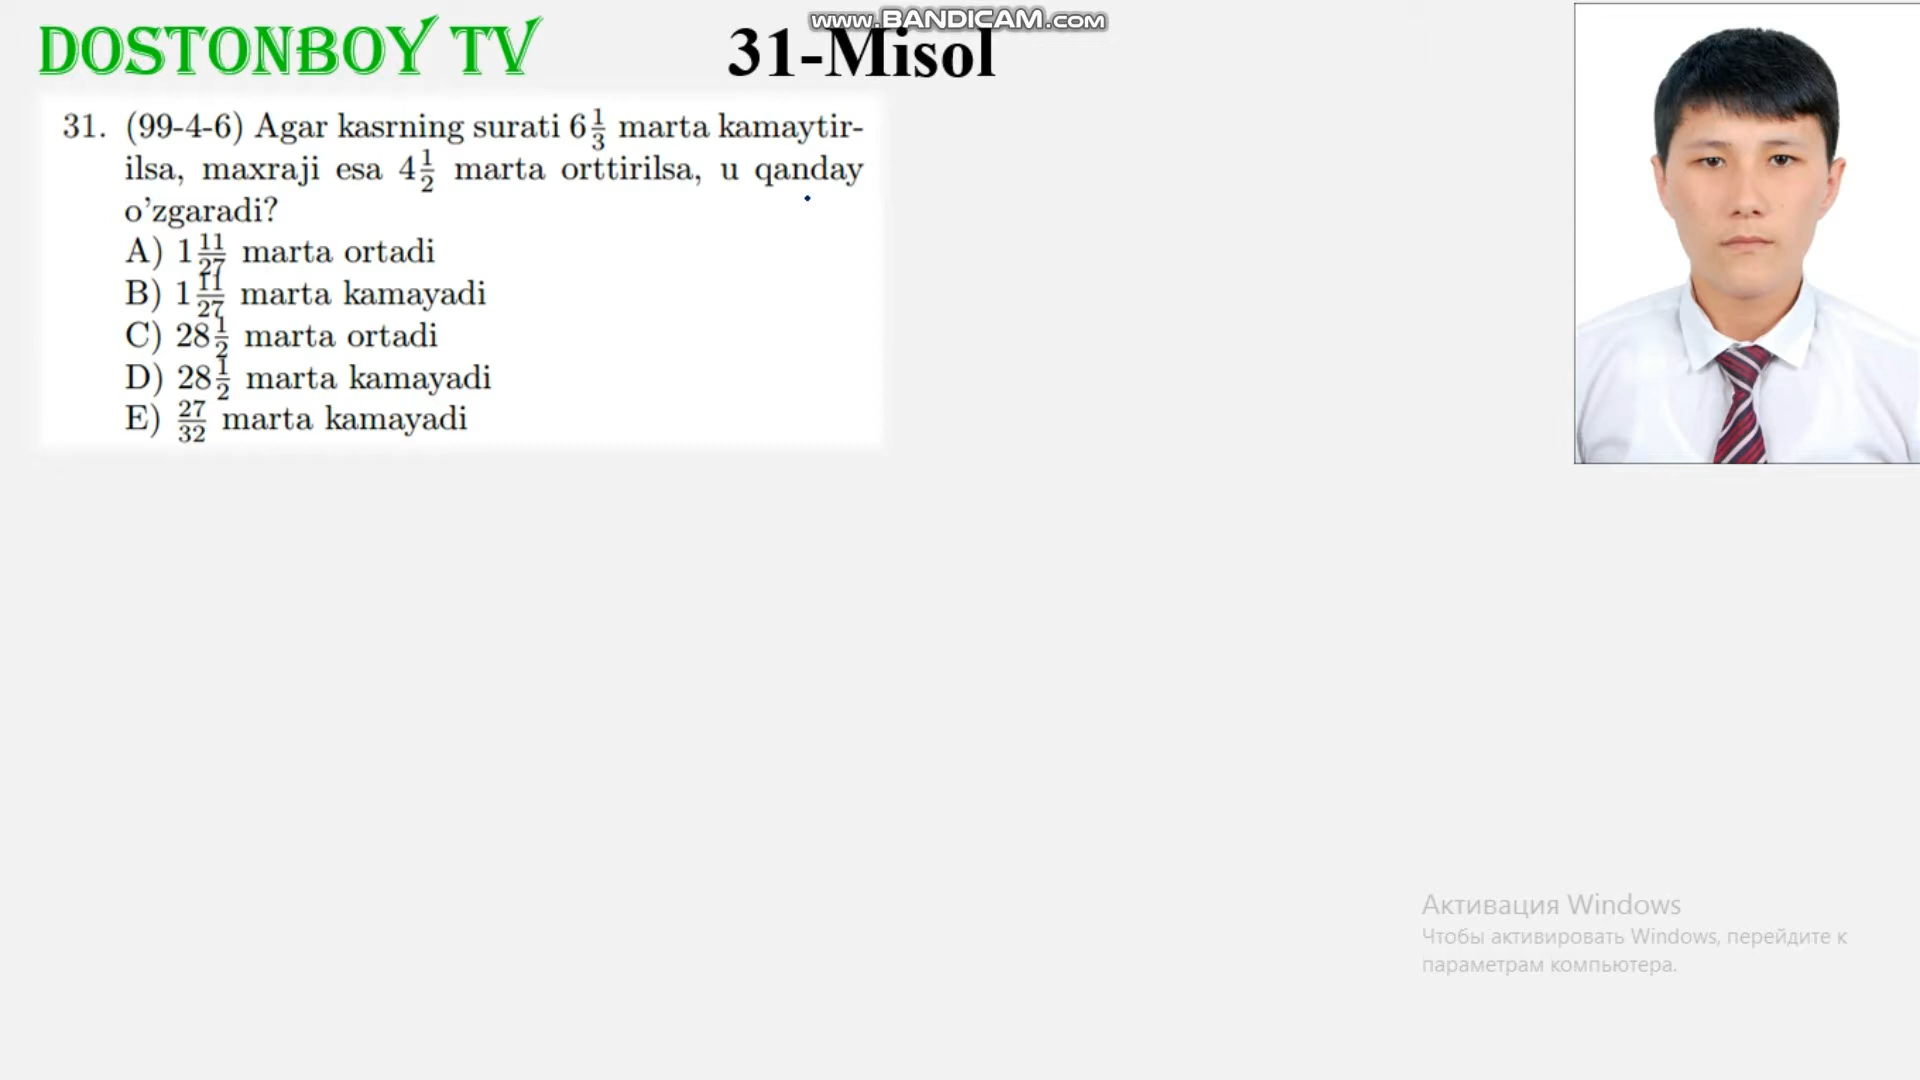 www.BANDICAM.com
DOSTONBOY TV
31-Misol
31. (99-4-6) Agar kasrning surati 6 1/3 marta kamaytir-
ilsa, maxraji esa 4 1/2 marta orttirilsa, u qanday
o'zgaradi?
A) 1 11/27 marta ortadi
B) 1 11/27 marta kamayadi
C) 28 1/2 marta ortadi
D) 28 1/2 marta kamayadi
E) 27/32 marta kamayadi
Активация Windows
Чтобы активировать Windows, перейдите к
параметрам компьютера.